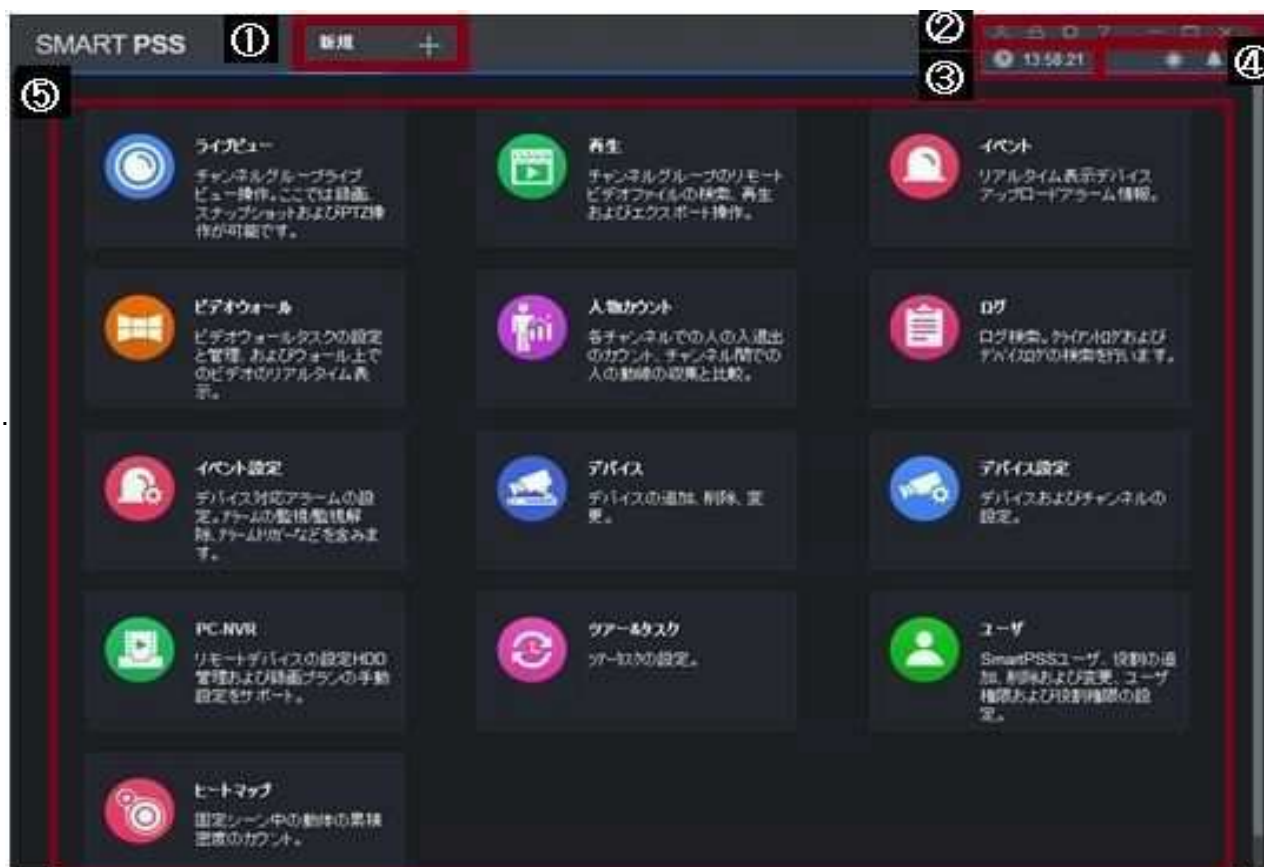 SMART PSS
①
新規
②
?
③
13:58:21
④
⑤
ライブビュー
チャンネルグループライブ
ビュー操作。ここでは録画、
スナップショットおよびPTZ操
作が可能です。
再生
チャンネルグループのリモート
ビデオファイルの検索、再生
およびエクスポート操作。
イベント
リアルタイム表示デバイス
アップロードアラーム情報。
ビデオウォール
ビデオウォールタスクの設定
と管理、およびウォール上で
のビデオのリアルタイム表
示。
人物カウント
各チャンネルでの人の入退出
のカウント、チャンネル間での
人の動線の収集と比較。
ログ
ログ検索。クライアントログおよび
デバイスログの検索を行います。
イベント設定
デバイス対応アラームの設
定。アラームの監視/監視解
除、アラームトリガーなどを含みま
す。
デバイス
デバイスの追加、削除、変
更。
デバイス設定
デバイスおよびチャンネルの
設定。
PC-NVR
リモートデバイスの設定HDD
管理および録画プランの手動
設定をサポート。
ツアー&タスク
ツアー&タスクの設定。
ユーザ
SmartPSSユーザ、役割の追
加、削除および変更、ユーザ
権限および役割権限の設
定。
ヒートマップ
固定シーン中の動体の累積
密度のカウント。